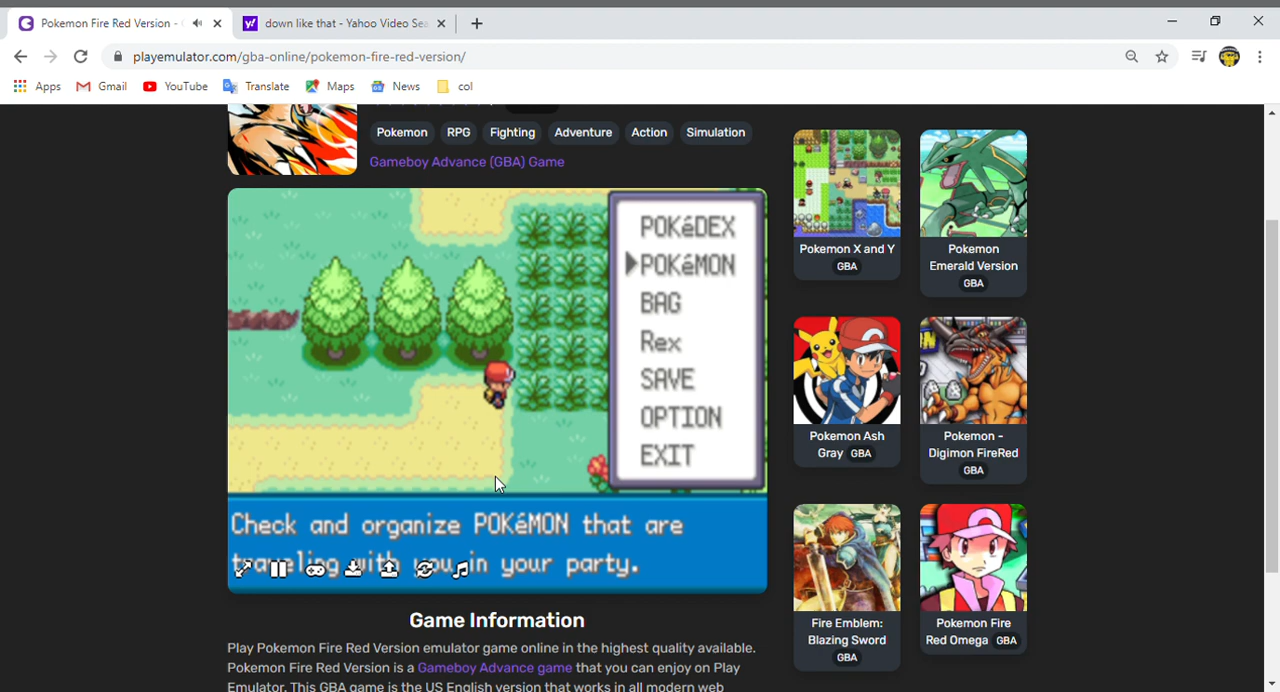 Pokemon Fire Red Version -
down like that - Yahoo Video Sea
playemulator.com/gba-online/pokemon-fire-red-version/
Apps
Gmail
YouTube
Translate
Maps
News
col
Pokemon
RPG
Fighting
Adventure
Action
Simulation
Gameboy Advance (GBA) Game
POKéDEX
POKéMON
BAG
Rex
SAVE
OPTION
EXIT
Check and organize POKéMON that are
traveling with you in your party.
Game Information
Play Pokemon Fire Red Version emulator game online in the highest quality available.
Pokemon Fire Red Version is a Gameboy Advance game that you can enjoy on Play
Emulator. This GBA game is the US English version that works in all modern web
Pokemon X and Y
GBA
Pokemon
Emerald Version
GBA
Pokemon Ash
Gray GBA
Pokemon -
Digimon FireRed
GBA
Fire Emblem:
Blazing Sword
GBA
Pokemon Fire
Red Omega GBA